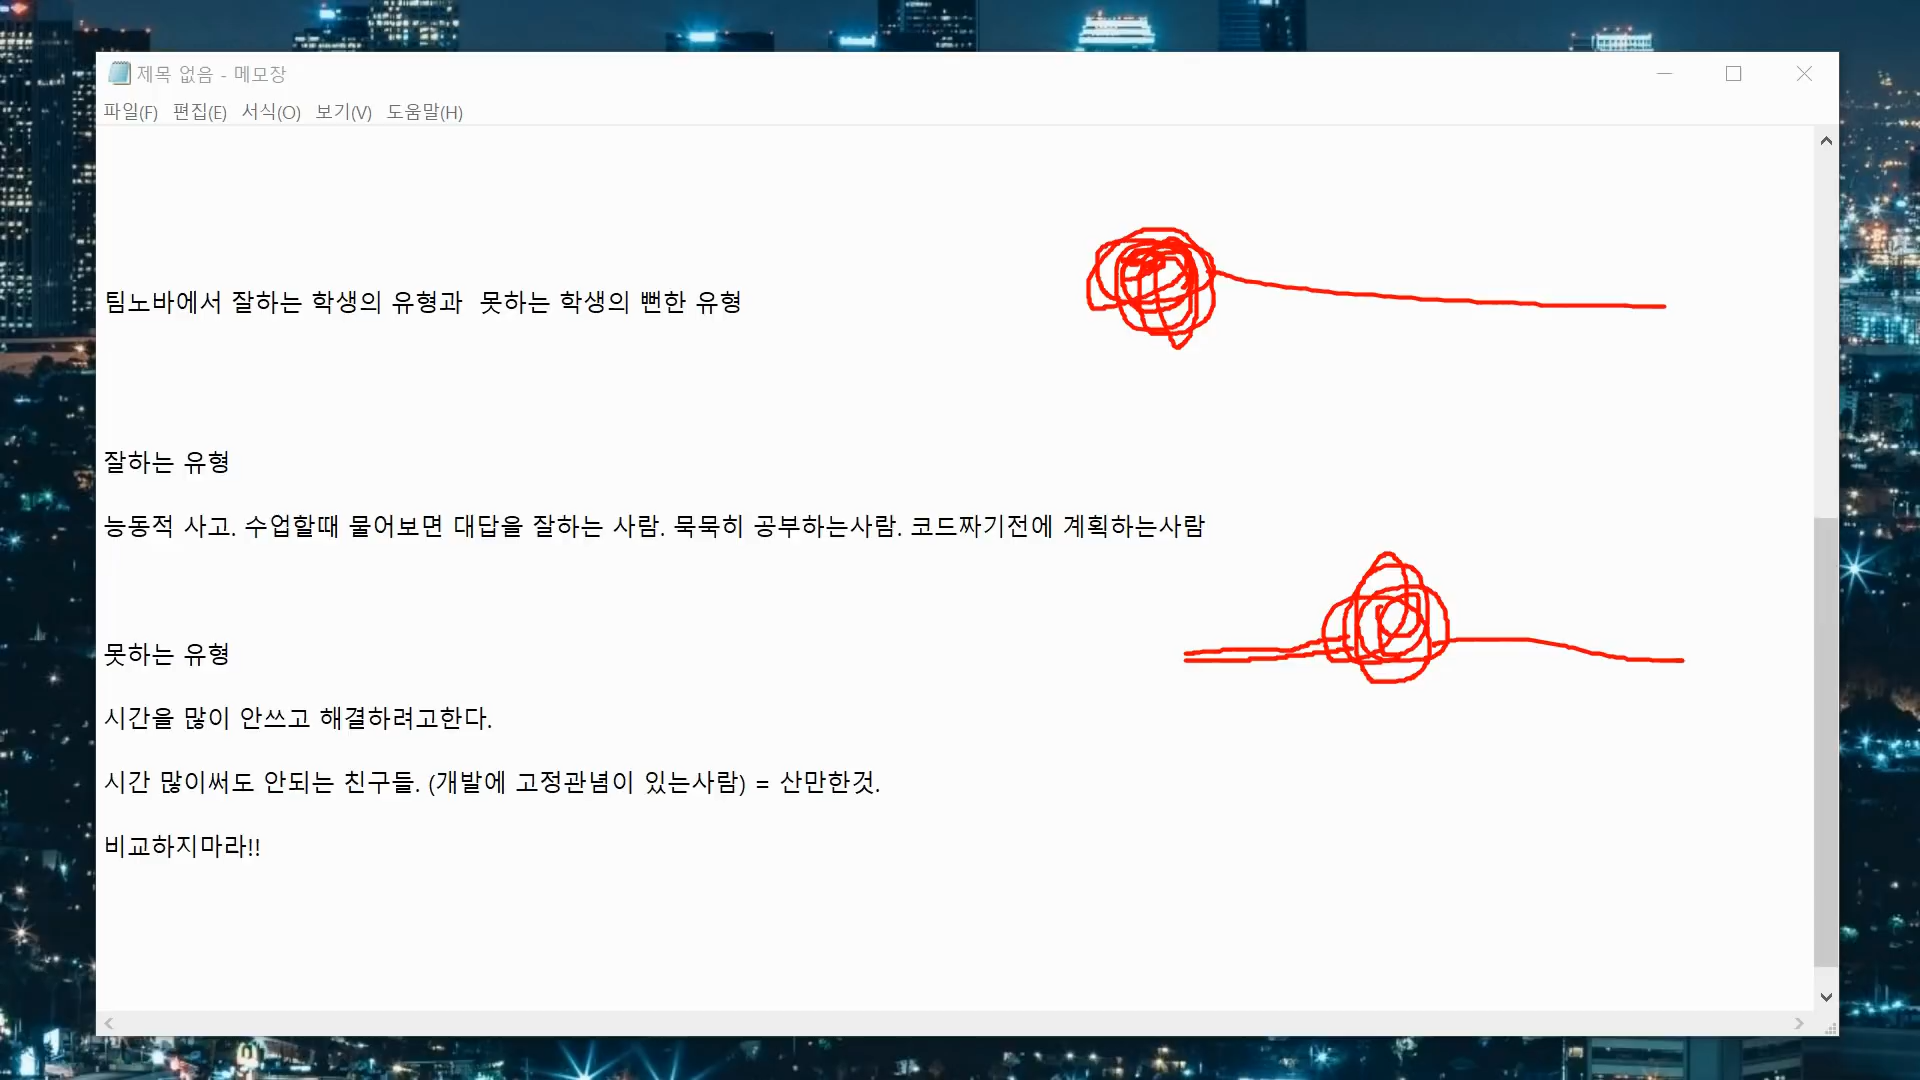 제목 없음 - 메모장
파일(F) 편집(E) 서식(O) 보기(V) 도움말(H)
팀노바에서 잘하는 학생의 유형과  못하는 학생의 뻔한 유형
잘하는 유형
능동적 사고. 수업할때 물어보면 대답을 잘하는 사람. 묵묵히 공부하는사람. 코드짜기전에 계획하는사람
못하는 유형
시간을 많이 안쓰고 해결하려고한다.
시간 많이써도 안되는 친구들. (개발에 고정관념이 있는사람) = 산만한것.
비교하지마라!!